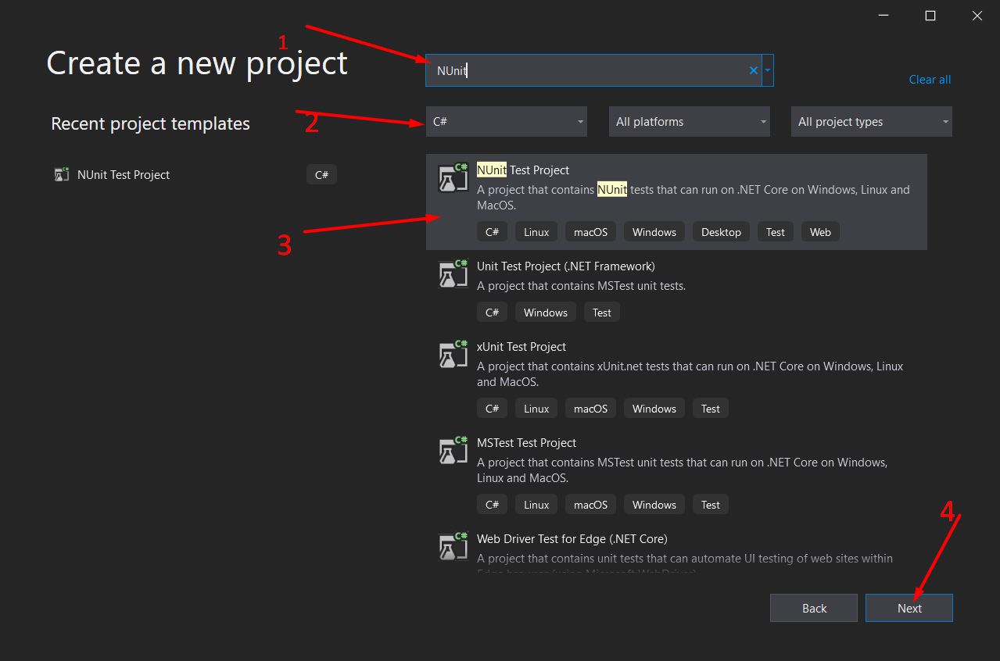 1
Create a new project
NUnit
Clear all
2
C#
All platforms
All project types
Recent project templates
NUnit Test Project
C#
3
NUnit Test Project
A project that contains NUnit tests that can run on .NET Core on Windows, Linux and
MacOS.
C# Linux macOS Windows Desktop Test Web
Unit Test Project (.NET Framework)
A project that contains MSTest unit tests.
C# Windows Test
xUnit Test Project
A project that contains xUnit.net tests that can run on .NET Core on Windows, Linux
and MacOS.
C# Linux macOS Windows Test
MSTest Test Project
A project that contains MSTest unit tests that can run on .NET Core on Windows,
Linux and MacOS.
C# Linux macOS Windows Test
Web Driver Test for Edge (.NET Core)
A project that contains unit tests that can automate UI testing of web sites within
Edge browser (using Microsoft WebDriver).
4
Back
Next